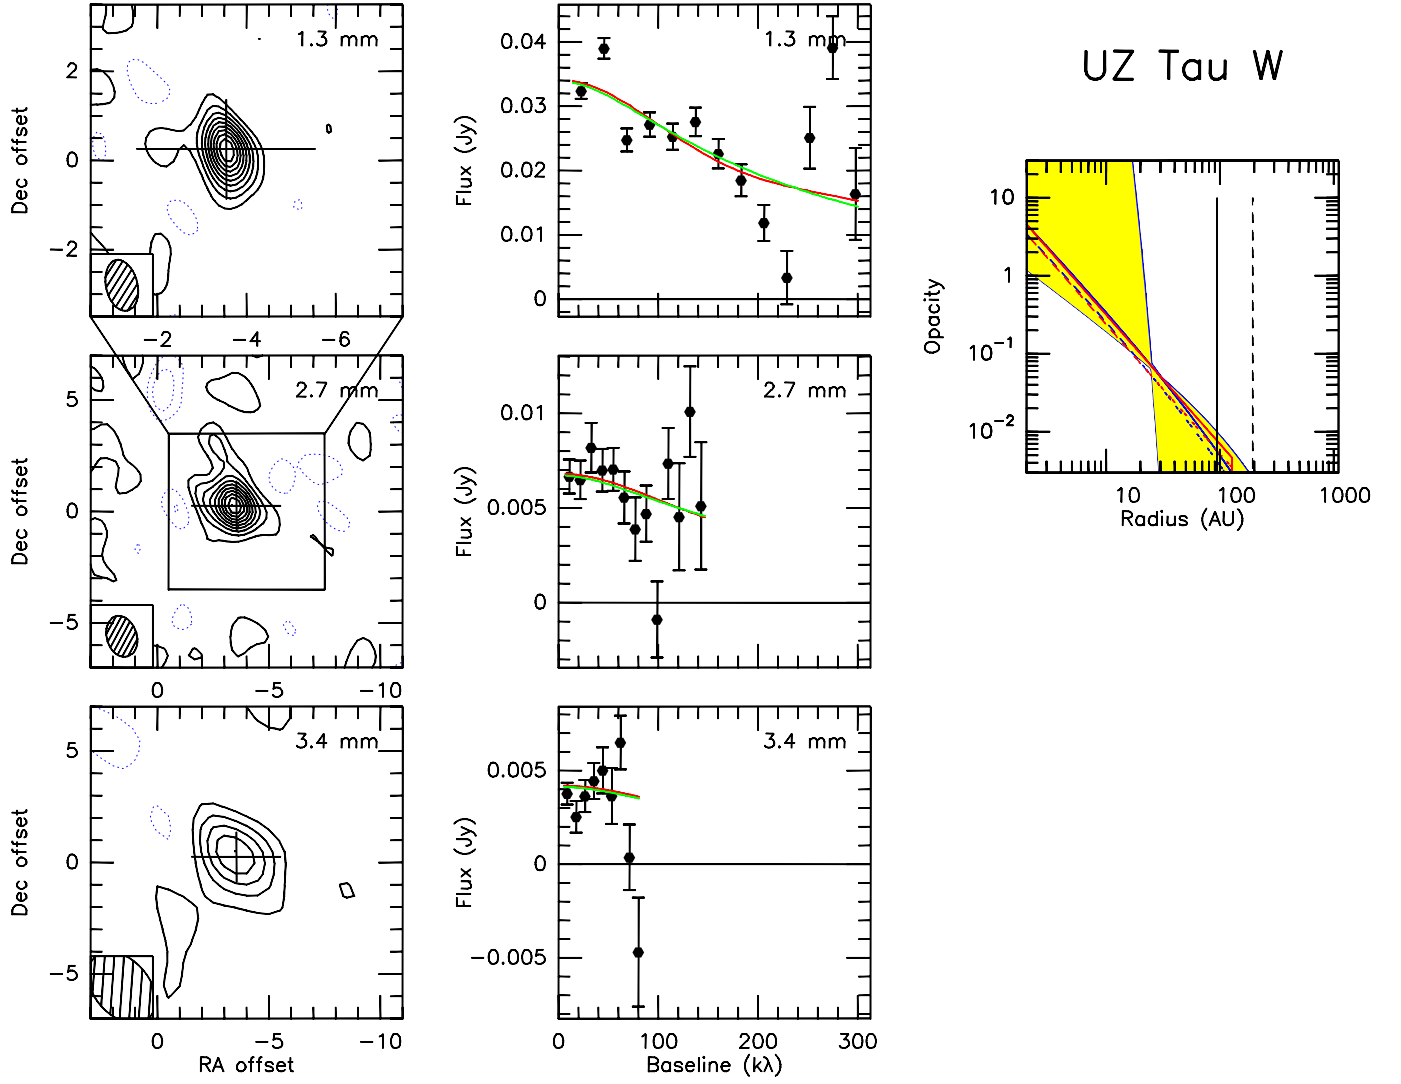 UZ Tau W
1.3 mm
Dec offset
2
0
−2
−2
−4
−6
2.7 mm
Dec offset
5
0
−5
0
−5
−10
3.4 mm
Dec offset
5
0
−5
0
−5
−10
RA offset
1.3 mm
Flux (Jy)
0.04
0.03
0.02
0.01
0
2.7 mm
Flux (Jy)
0.01
0.005
0
3.4 mm
Flux (Jy)
0.005
0
−0.005
0
100
200
300
Baseline (kλ)
Opacity
10
1
10−1
10−2
10
100
1000
Radius (AU)